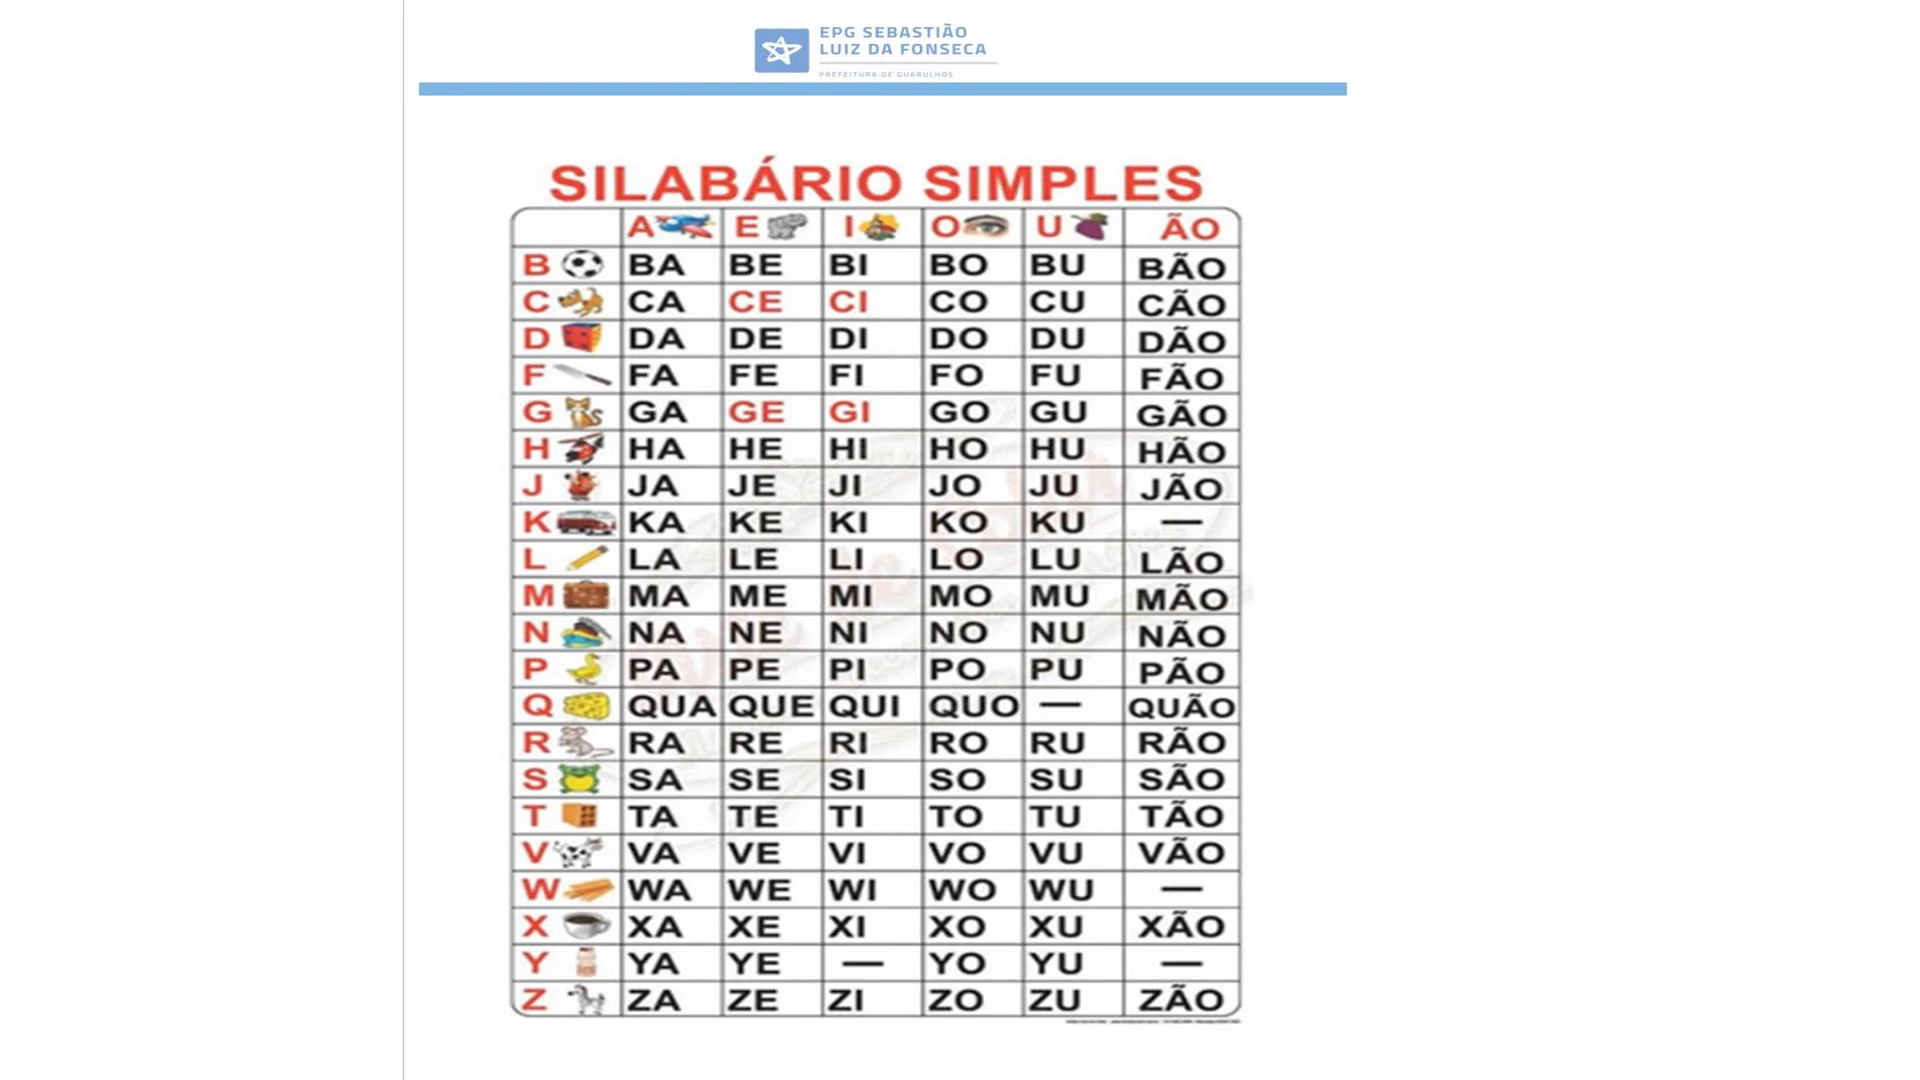 EPG SEBASTIÃO
LUIZ DA FONSECA
PREFEITURA DE GUARULHOS
SILABÁRIO SIMPLES
A E I O U ÃO
B BA BE BI BO BU BÃO
C CA CE CI CO CU CÃO
D DA DE DI DO DU DÃO
F FA FE FI FO FU FÃO
G GA GE GI GO GU GÃO
H HA HE HI HO HU HÃO
J JA JE JI JO JU JÃO
K KA KE KI KO KU —
L LA LE LI LO LU LÃO
M MA ME MI MO MU MÃO
N NA NE NI NO NU NÃO
P PA PE PI PO PU PÃO
Q QUA QUE QUI QUO — QUÃO
R RA RE RI RO RU RÃO
S SA SE SI SO SU SÃO
T TA TE TI TO TU TÃO
V VA VE VI VO VU VÃO
W WA WE WI WO WU —
X XA XE XI XO XU XÃO
Y YA YE — YO YU —
Z ZA ZE ZI ZO ZU ZÃO